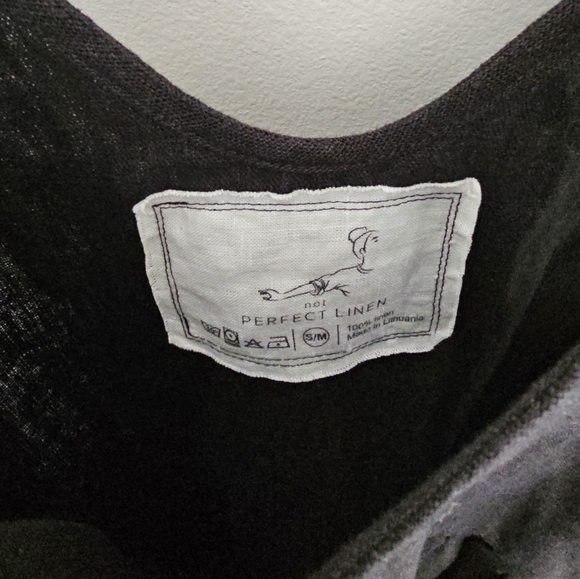 not
PERFECT LINEN
S/M
100% linen
Made in Lithuania